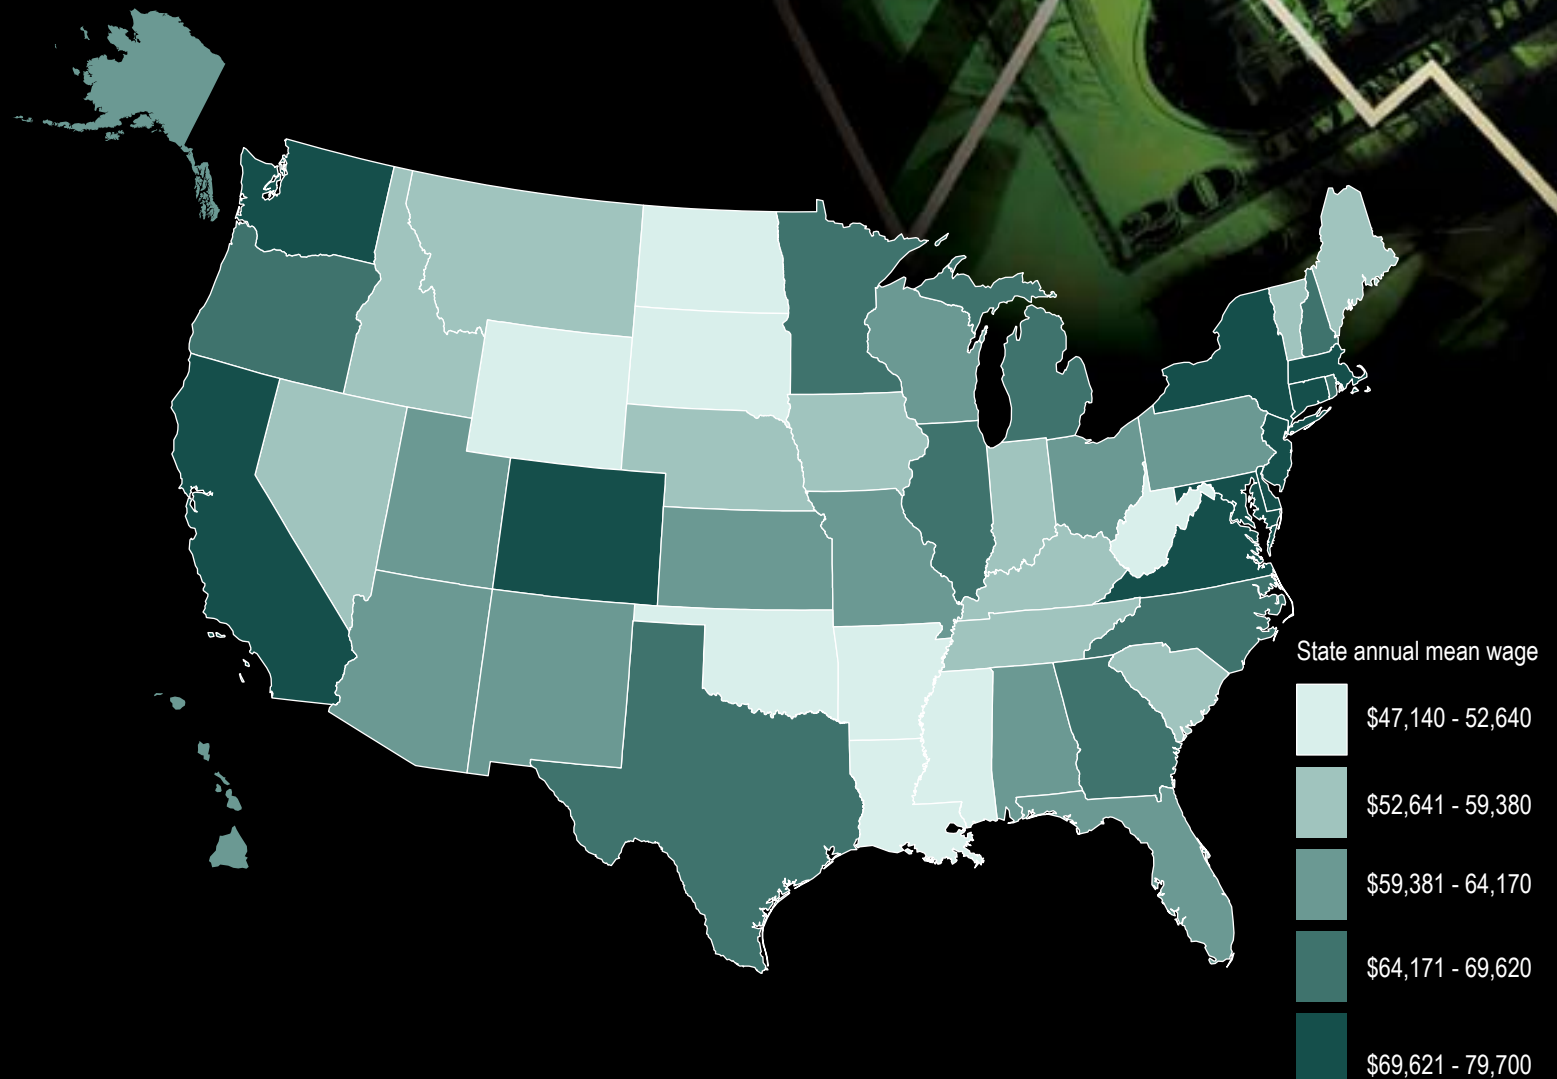 20
State annual mean wage
$47,140 - 52,640
$52,641 - 59,380
$59,381 - 64,170
$64,171 - 69,620
$69,621 - 79,700